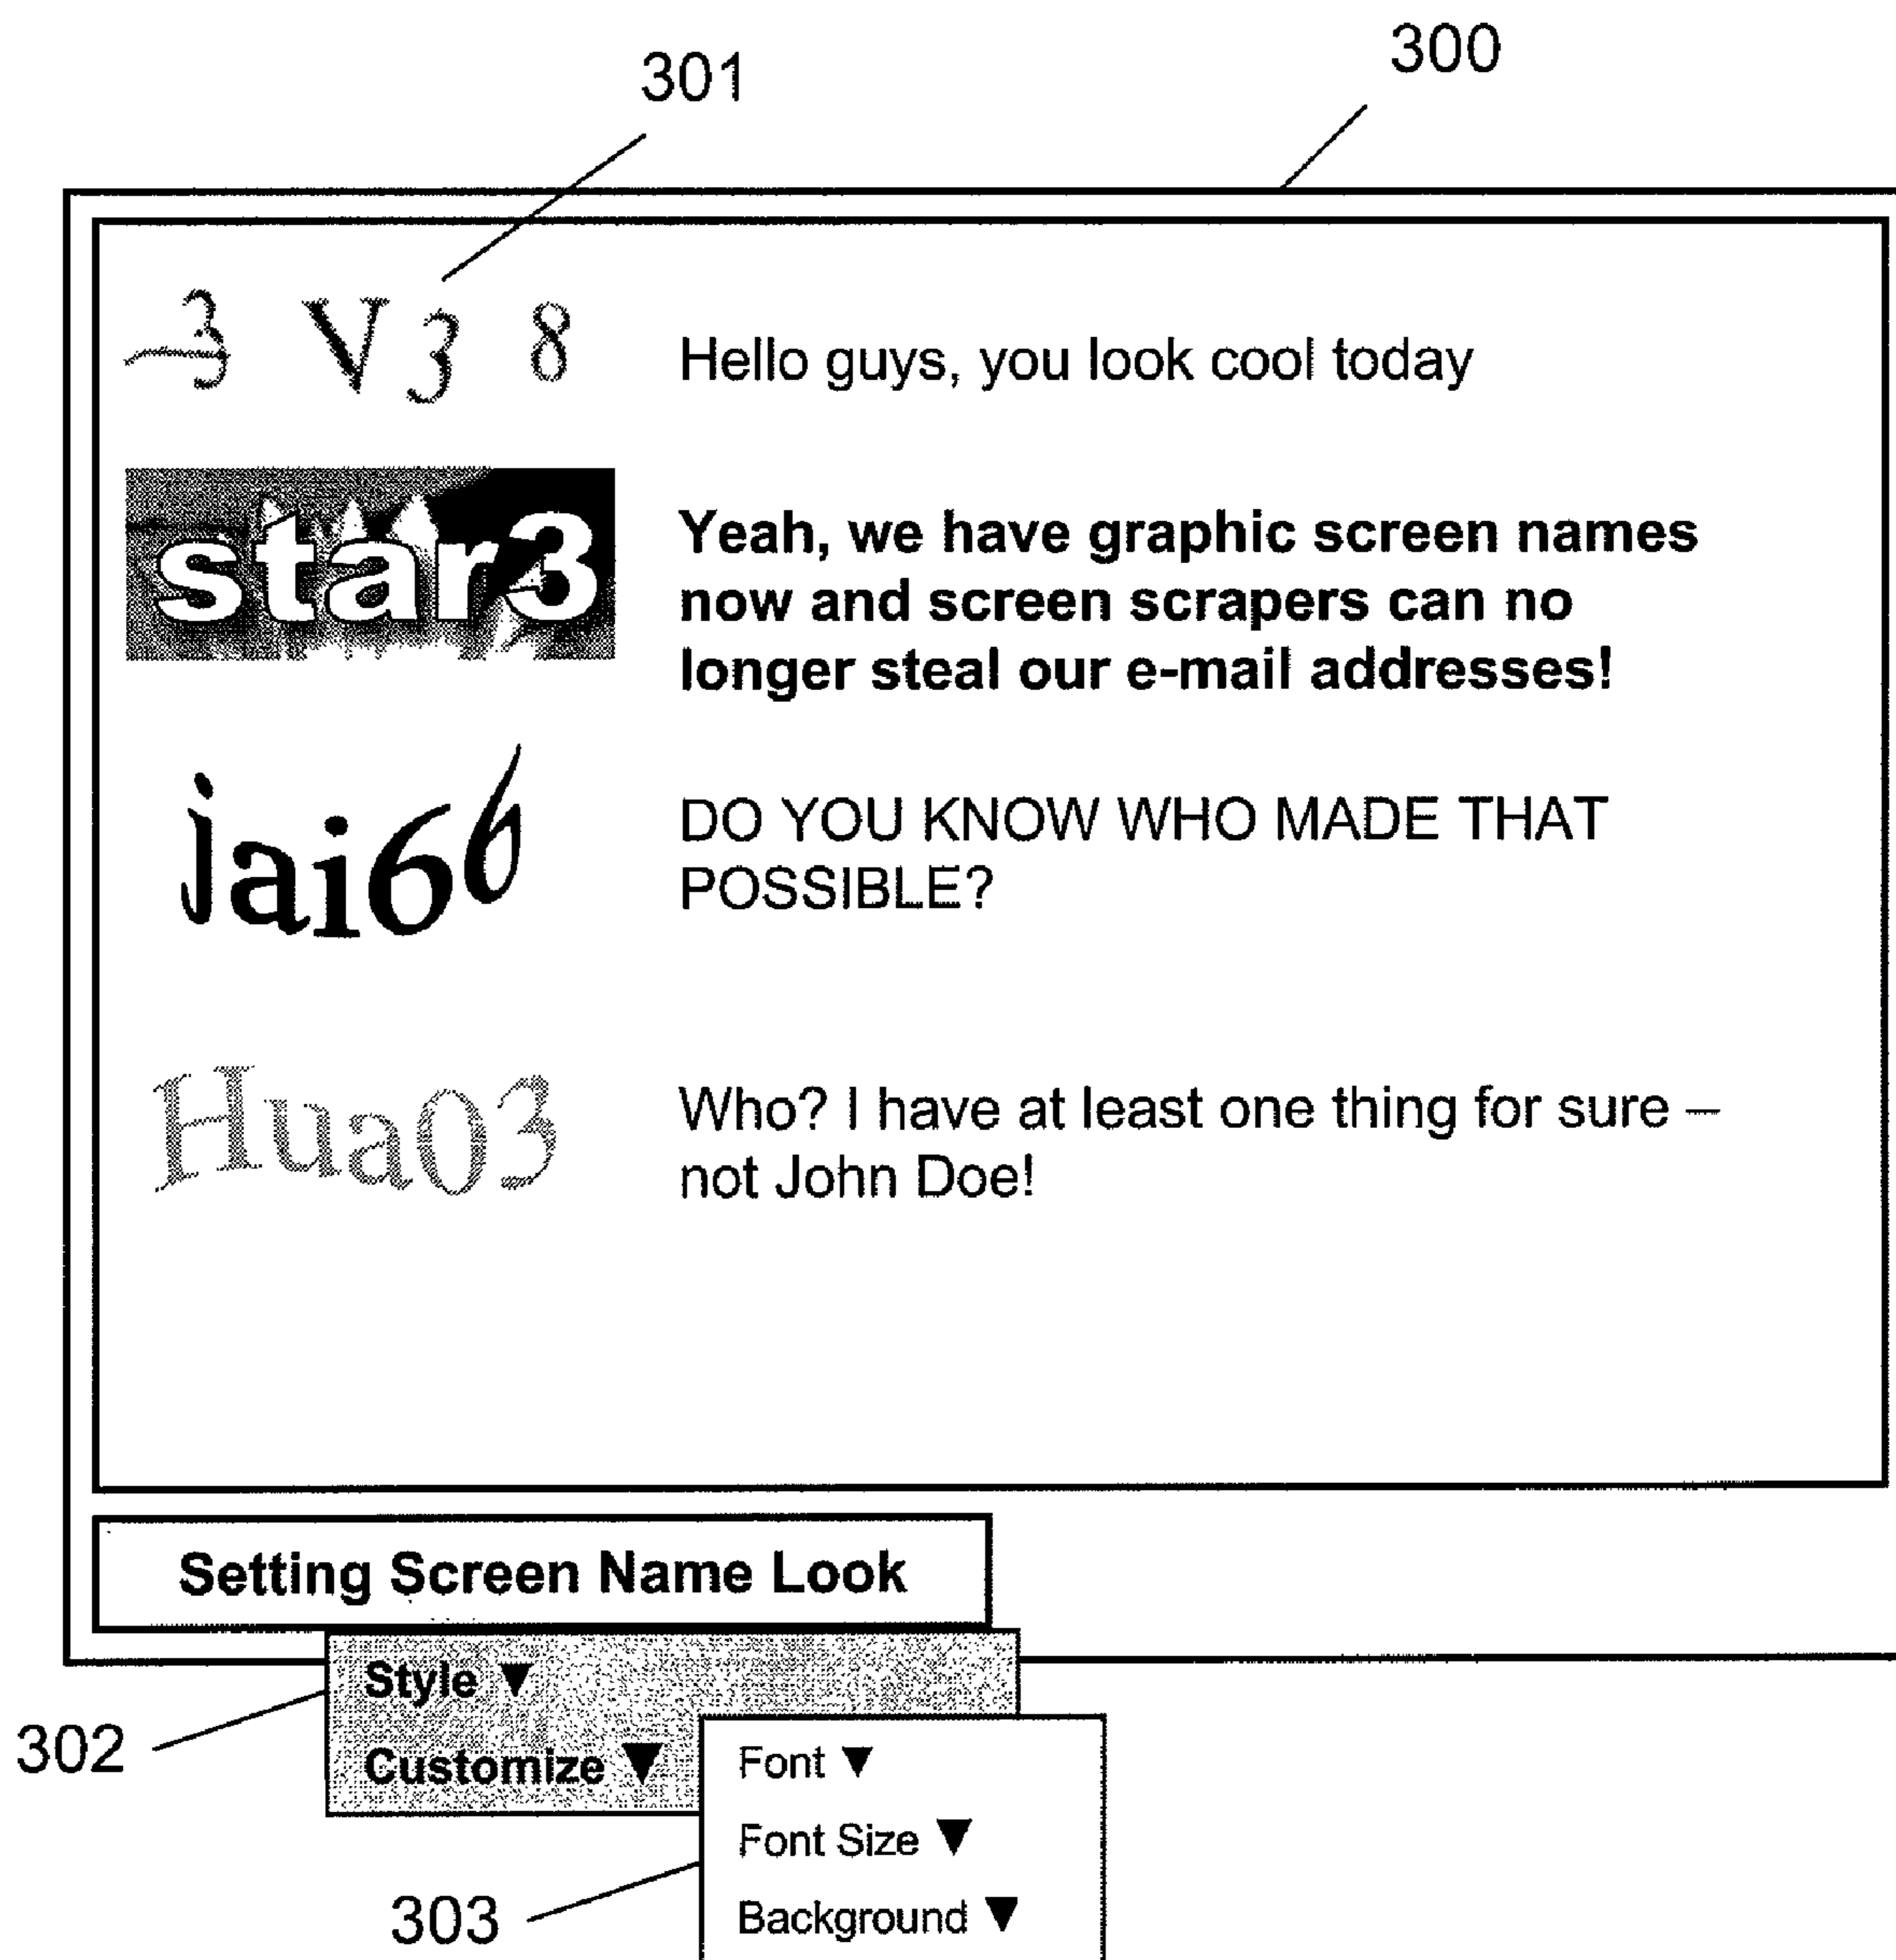 301
300
3 V 3 8
Hello guys, you look cool today
star3
Yeah, we have graphic screen names
now and screen scrapers can no
longer steal our e-mail addresses!
jai66
DO YOU KNOW WHO MADE THAT
POSSIBLE?
Hua03
Who? I have at least one thing for sure –
not John Doe!
Setting Screen Name Look
Style ▼
302
Customize ▼
Font ▼
Font Size ▼
303
Background ▼